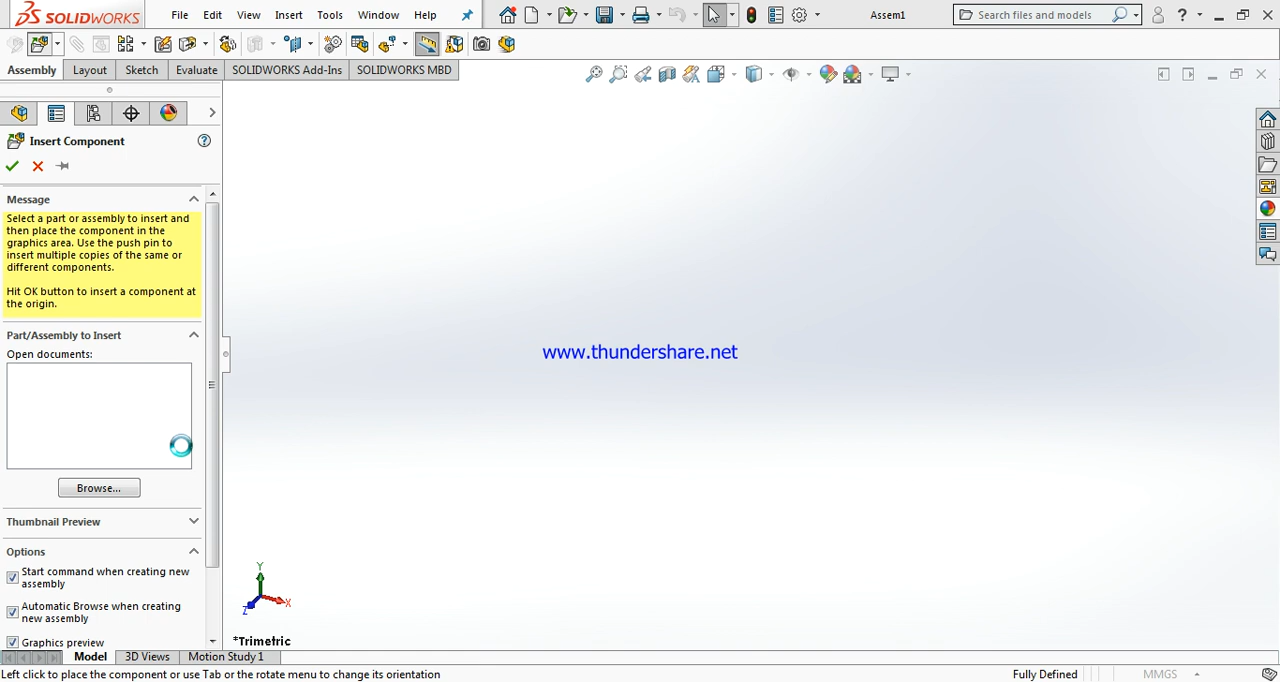 SOLIDWORKS File Edit View Insert Tools Window Help Assem1 Search files and models ?
Assembly Layout Sketch Evaluate SOLIDWORKS Add-Ins SOLIDWORKS MBD
Insert Component ?
Message
Select a part or assembly to insert and
then place the component in the
graphics area. Use the push pin to
insert multiple copies of the same or
different components.
Hit OK button to insert a component at
the origin.
Part/Assembly to Insert
Open documents:
www.thundershare.net
Browse...
Thumbnail Preview
Options
Start command when creating new
assembly
Automatic Browse when creating
new assembly
Graphics preview
Y
X
Z
*Trimetric
Model 3D Views Motion Study 1
Left click to place the component or use Tab or the rotate menu to change its orientation Fully Defined MMGS